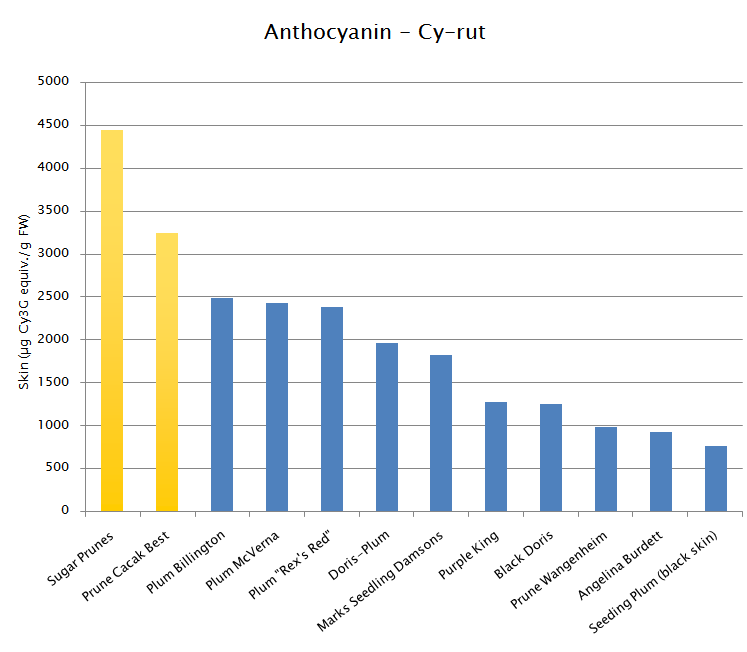 Anthocyanin - Cy-rut
Skin (µg Cy3G equiv./g FW)
5000
4500
4000
3500
3000
2500
2000
1500
1000
500
0
Sugar Prunes
Prune Cacak Best
Plum Billington
Plum McVerna
Plum "Rex's Red"
Doris-Plum
Marks Seedling Damsons
Purple King
Black Doris
Prune Wangenheim
Angelina Burdett
Seeding Plum (black skin)